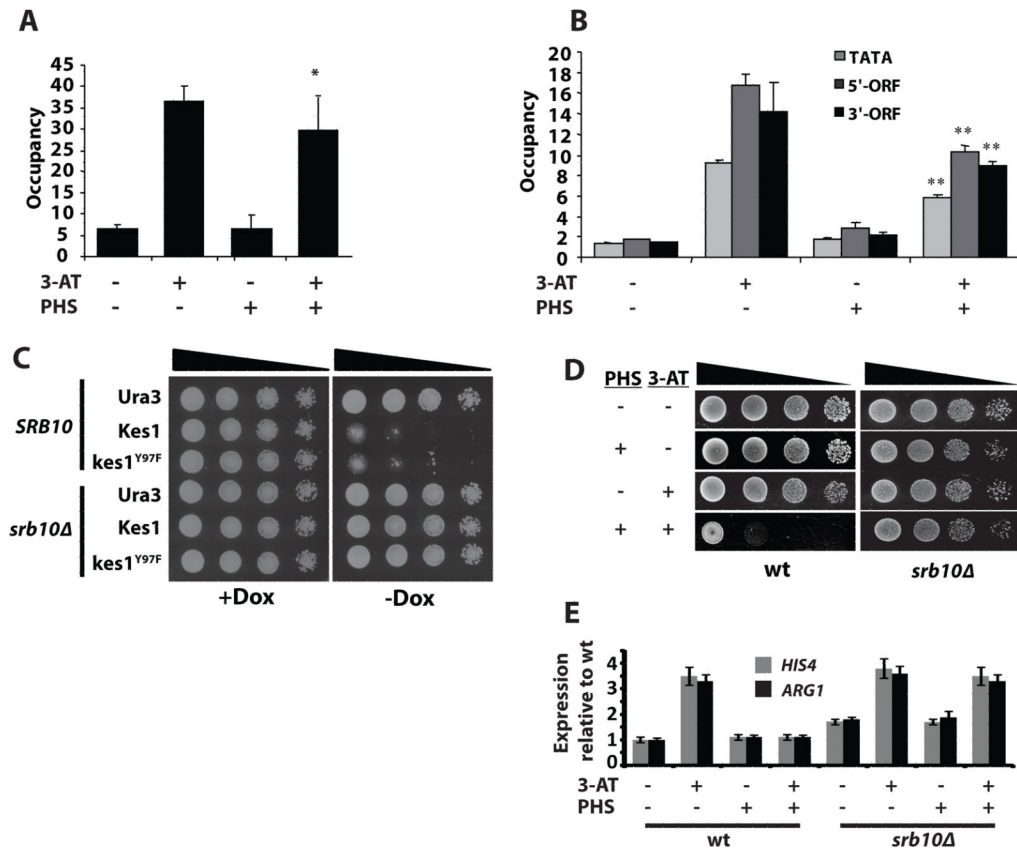 A
Occupancy
45
40
35
30
25
20
15
10
5
0
*
3-AT - + - +
PHS - - + +
B
Occupancy
20
18
16
14
12
10
8
6
4
2
0
TATA
5'-ORF
3'-ORF
** ** **
3-AT - + - +
PHS - - + +
C
SRB10
Ura3
Kes1
kes1Y97F
srb10Δ
Ura3
Kes1
kes1Y97F
+Dox -Dox
D
PHS 3-AT
- -
+ -
- +
+ +
wt srb10Δ
E
Expression
relative to wt
4
3
2
1
0
HIS4
ARG1
3-AT - + - + - + - +
PHS - - + + - - + +
wt srb10Δ